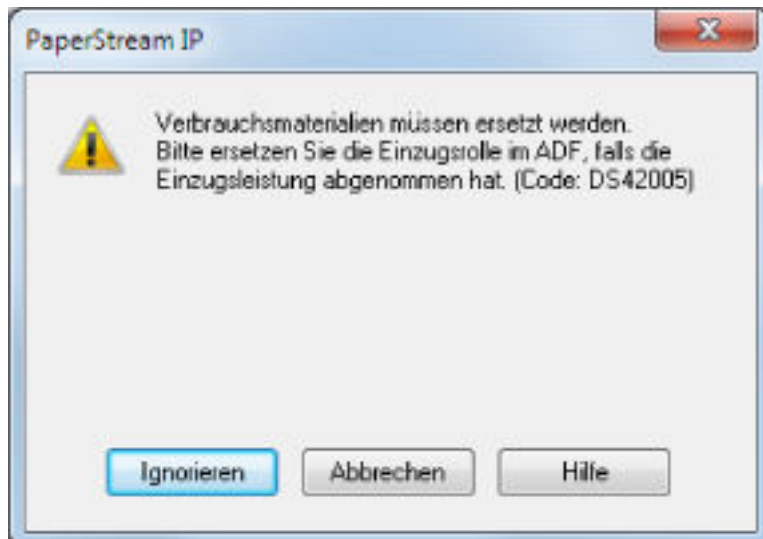 PaperStream IP
Verbrauchsmaterialien müssen ersetzt werden.
Bitte ersetzen Sie die Einzugsrolle im ADF, falls die
Einzugsleistung abgenommen hat. (Code: DS42005)
Ignorieren Abbrechen Hilfe